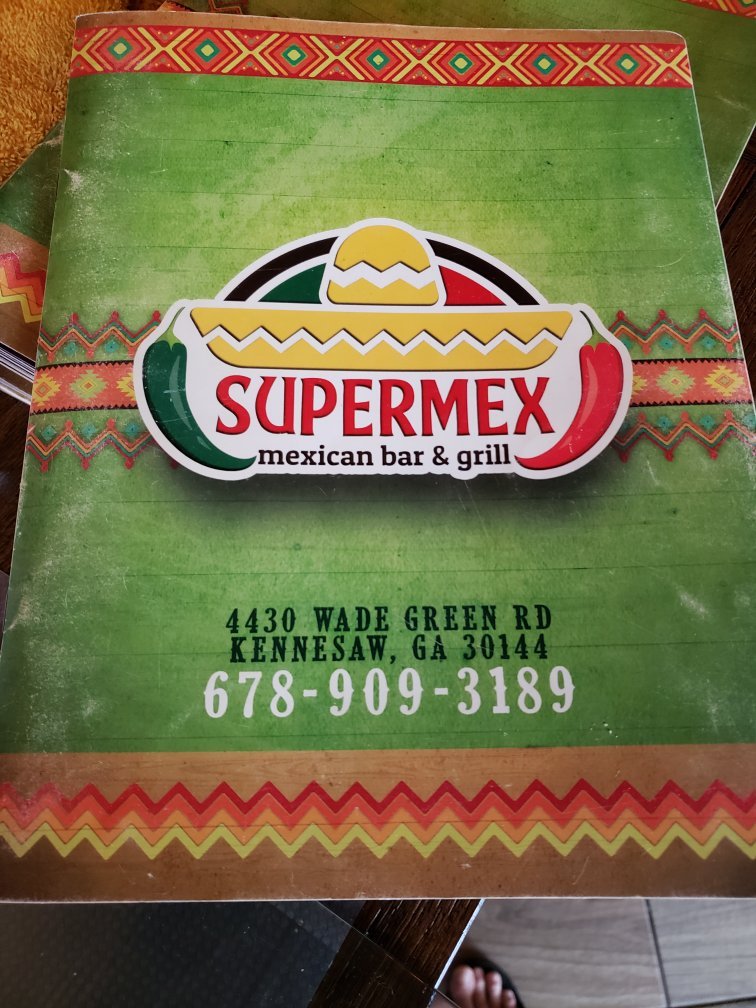 SUPERMEX
mexican bar & grill
4430 WADE GREEN RD
KENNESAW, GA 30144
678-909-3189